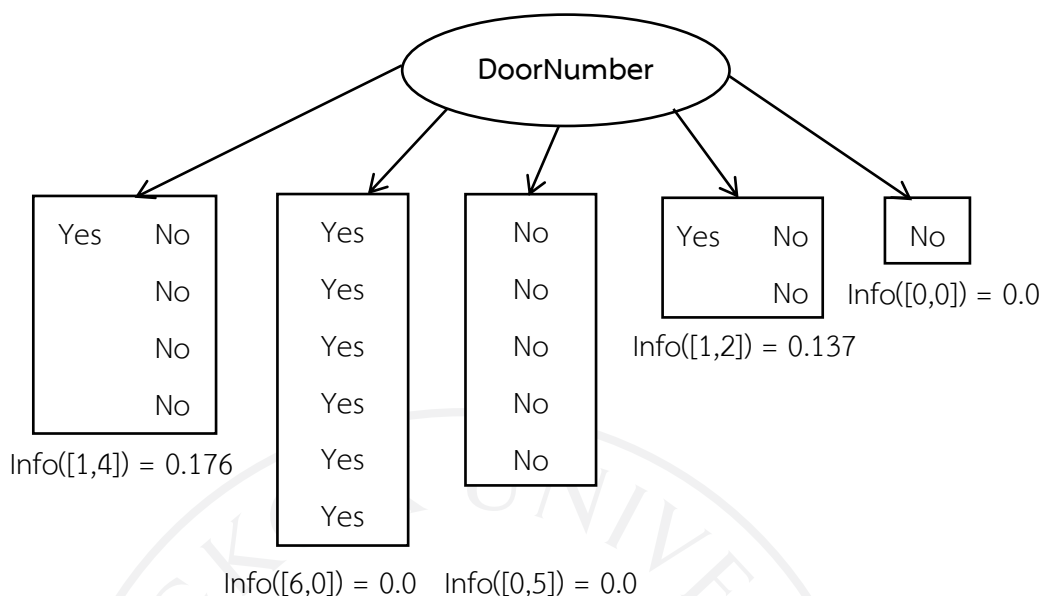 DoorNumber
Yes No
No
No
No
Info([1,4]) = 0.176
Yes
Yes
Yes
Yes
Yes
Yes
Info([6,0]) = 0.0
No
No
No
No
No
Info([0,5]) = 0.0
Yes No
No
Info([1,2]) = 0.137
No
Info([0,0]) = 0.0